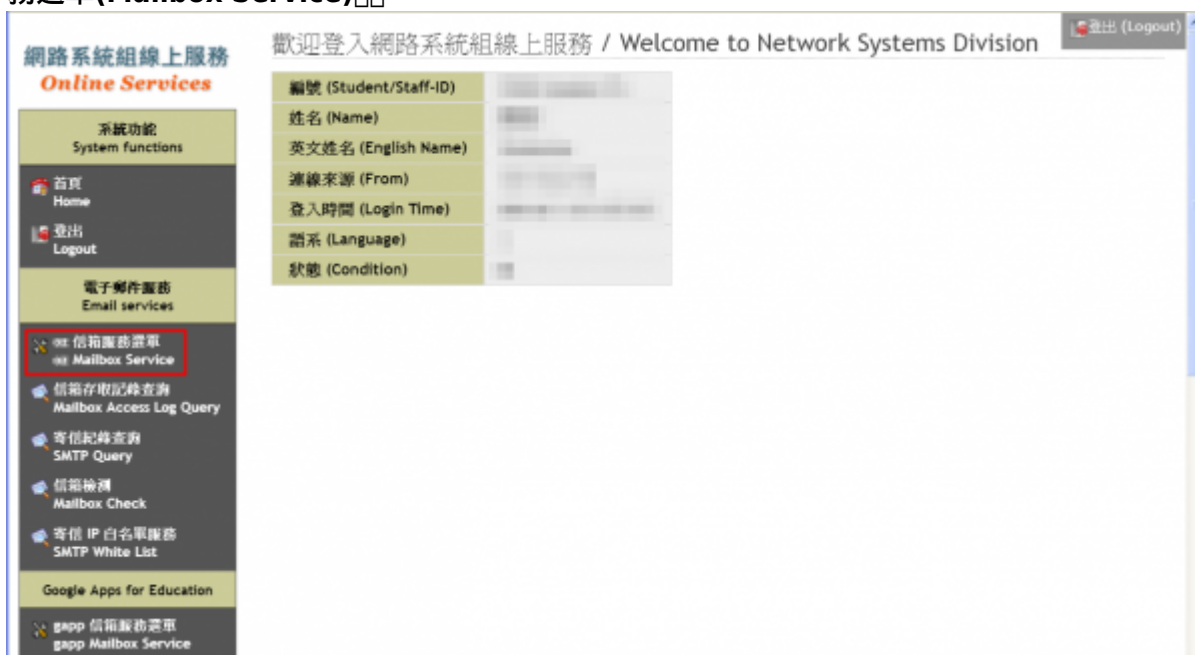 務選單(Mailbox Service)
登出 (Logout)
網路系統組線上服務
Online Services
歡迎登入網路系統組線上服務 / Welcome to Network Systems Division
編號 (Student/Staff-ID)
姓名 (Name)
英文姓名 (English Name)
連線來源 (From)
登入時間 (Login Time)
語系 (Language)
狀態 (Condition)
系統功能
System functions
首頁
Home
登出
Logout
電子郵件服務
Email services
信箱服務選單
Mailbox Service
信箱存取記錄查詢
Mailbox Access Log Query
寄信紀錄查詢
SMTP Query
信箱檢測
Mailbox Check
寄信 IP 白名單服務
SMTP White List
Google Apps for Education
gapp 信箱服務選單
gapp Mailbox Service